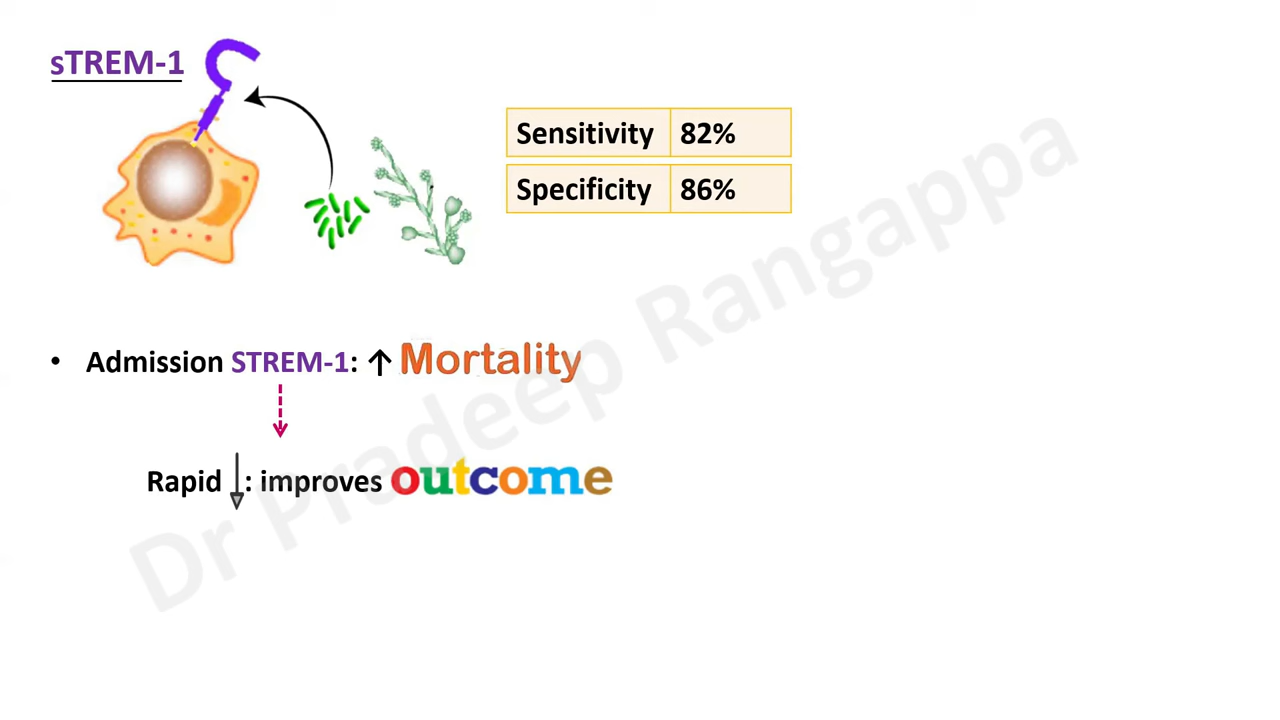 sTREM-1
Sensitivity 82%
Specificity 86%
• Admission STREM-1: ↑ Mortality
Rapid ↓: improves outcome
Dr Pradeep Rangappa